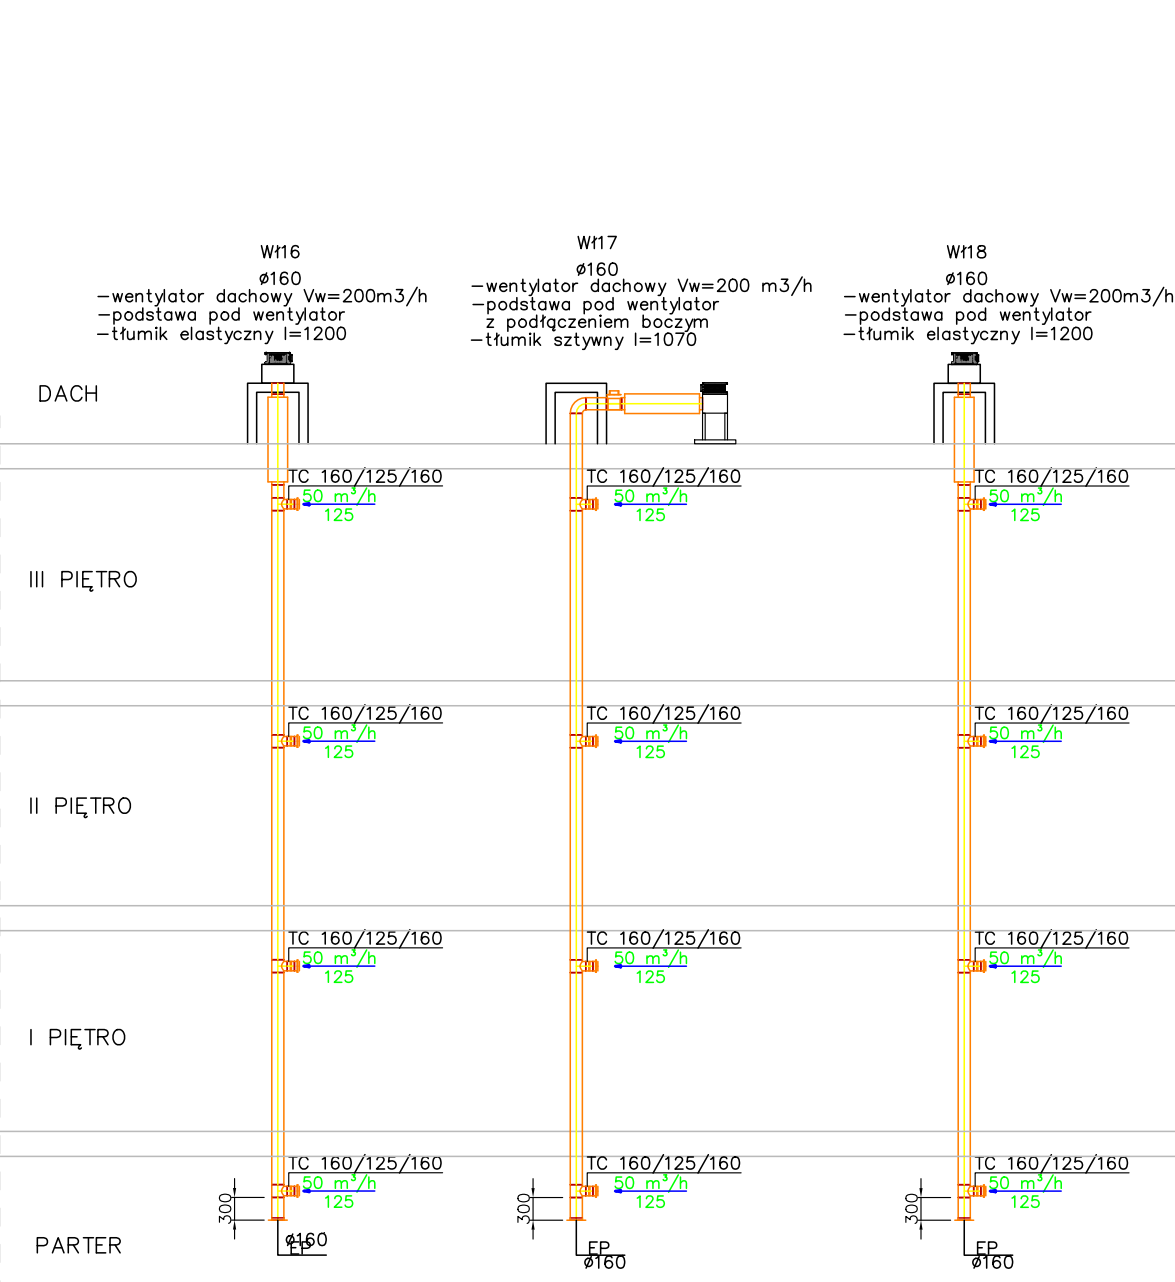 Wł16
ø160
-wentylator dachowy Vw=200m3/h
-podstawa pod wentylator
-tłumik elastyczny l=1200
Wł17
ø160
-wentylator dachowy Vw=200 m3/h
-podstawa pod wentylator
z podłączeniem boczym
-tłumik sztywny l=1070
Wł18
ø160
-wentylator dachowy Vw=200m3/h
-podstawa pod wentylator
-tłumik elastyczny l=1200
DACH
TC 160/125/160
50 m³/h
125
TC 160/125/160
50 m³/h
125
TC 160/125/160
50 m³/h
125
III PIĘTRO
TC 160/125/160
50 m³/h
125
TC 160/125/160
50 m³/h
125
TC 160/125/160
50 m³/h
125
II PIĘTRO
TC 160/125/160
50 m³/h
125
TC 160/125/160
50 m³/h
125
TC 160/125/160
50 m³/h
125
I PIĘTRO
TC 160/125/160
50 m³/h
125
TC 160/125/160
50 m³/h
125
TC 160/125/160
50 m³/h
125
300
300
300
PARTER
ø160
EP
EP
ø160
EP
ø160